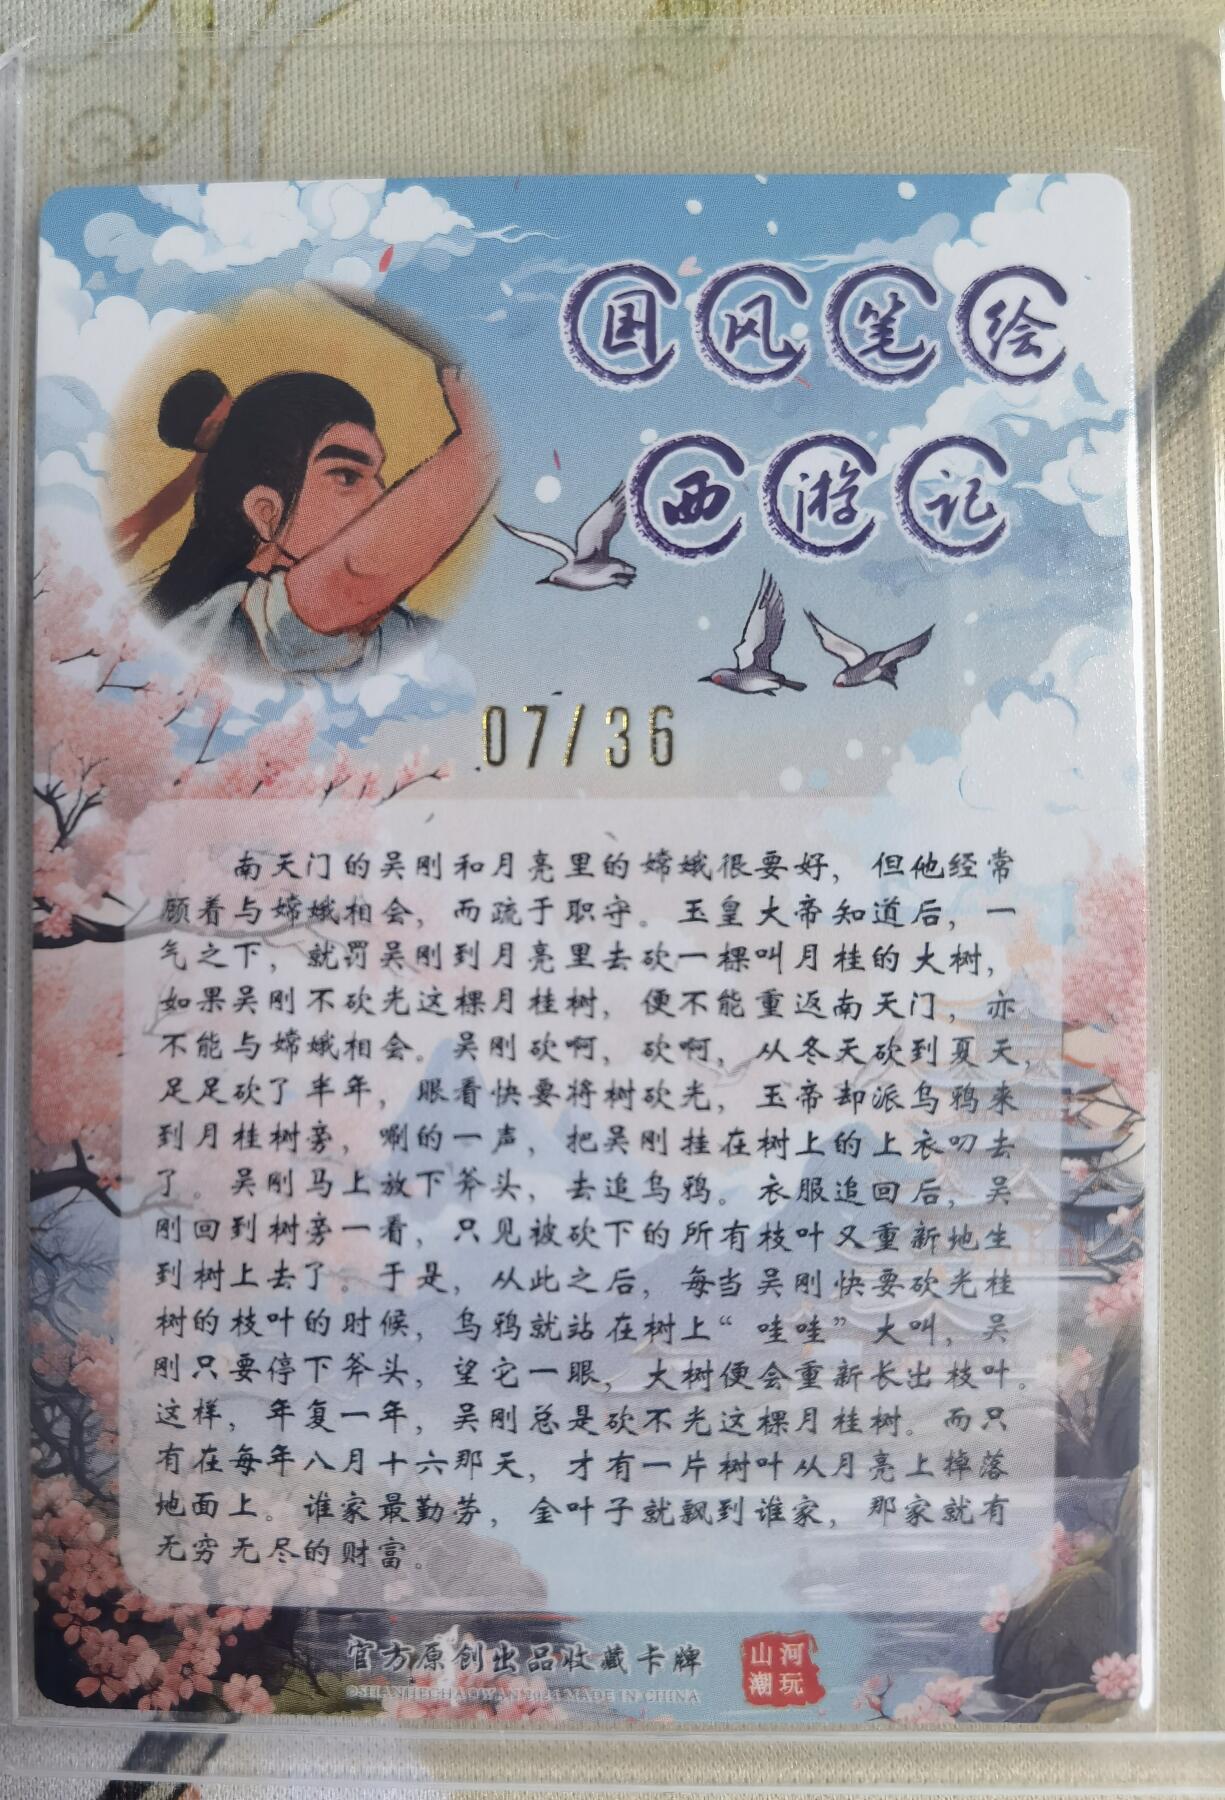 国风笔绘
西游记
07/36
南天门的吴刚和月亮里的嫦娥很要好，但他经常
顾着与嫦娥相会，而疏于职守。玉皇大帝知道后，一
气之下，就罚吴刚到月亮里去砍一棵叫月桂的大树，
如果吴刚不砍光这棵月桂树，便不能重返南天门，亦
不能与嫦娥相会。吴刚砍啊，砍啊，从冬天砍到夏天，
足足砍了半年，眼看快要将树砍光，玉帝却派乌鸦来
到月桂树旁，唰的一声，把吴刚挂在树上的上衣叨去
了。吴刚马上放下斧头，去追乌鸦。衣服追回后，吴
刚回到树旁一看，只见被砍下的所有枝叶又重新地生
到树上去了。于是，从此之后，每当吴刚快要砍光桂
树的枝叶的时候，乌鸦就站在树上“哇哇”大叫，吴
刚只要停下斧头，望它一眼，大树便会重新长出枝叶。
这样，年复一年，吴刚总是砍不光这棵月桂树。而只
有在每年八月十六那天，才有一片树叶从月亮上掉落
地面上。谁家最勤劳，金叶子就飘到谁家，那家就有
无穷无尽的财富。
官方原创出品收藏卡牌
山河
潮玩
©SHANHECHAOWAN 2024 MADE IN CHINA